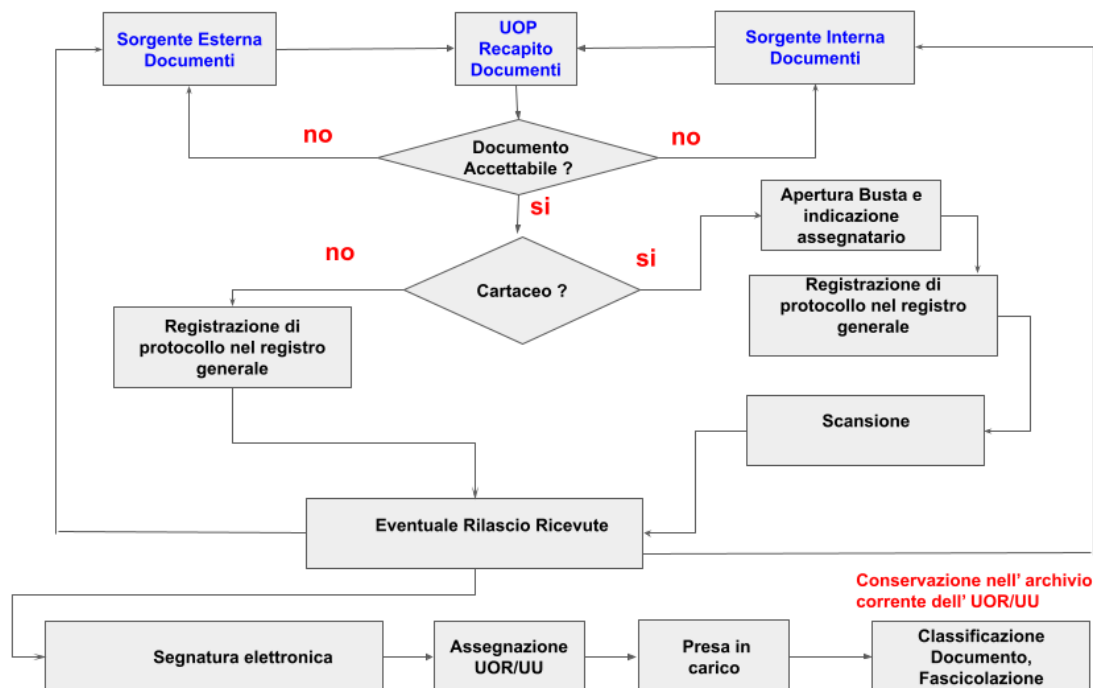 Sorgente Esterna
Documenti
UOP
Recapito
Documenti
Sorgente Interna
Documenti
no
Documento
Accettabile ?
no
si
Apertura Busta e
indicazione
assegnatario
no
si
Cartaceo ?
Registrazione di
protocollo nel registro
generale
Registrazione di
protocollo nel registro
generale
Scansione
Eventuale Rilascio Ricevute
Conservazione nell' archivio
corrente dell' UOR/UU
Segnatura elettronica
Assegnazione
UOR/UU
Presa in
carico
Classificazione
Documento,
Fascicolazione